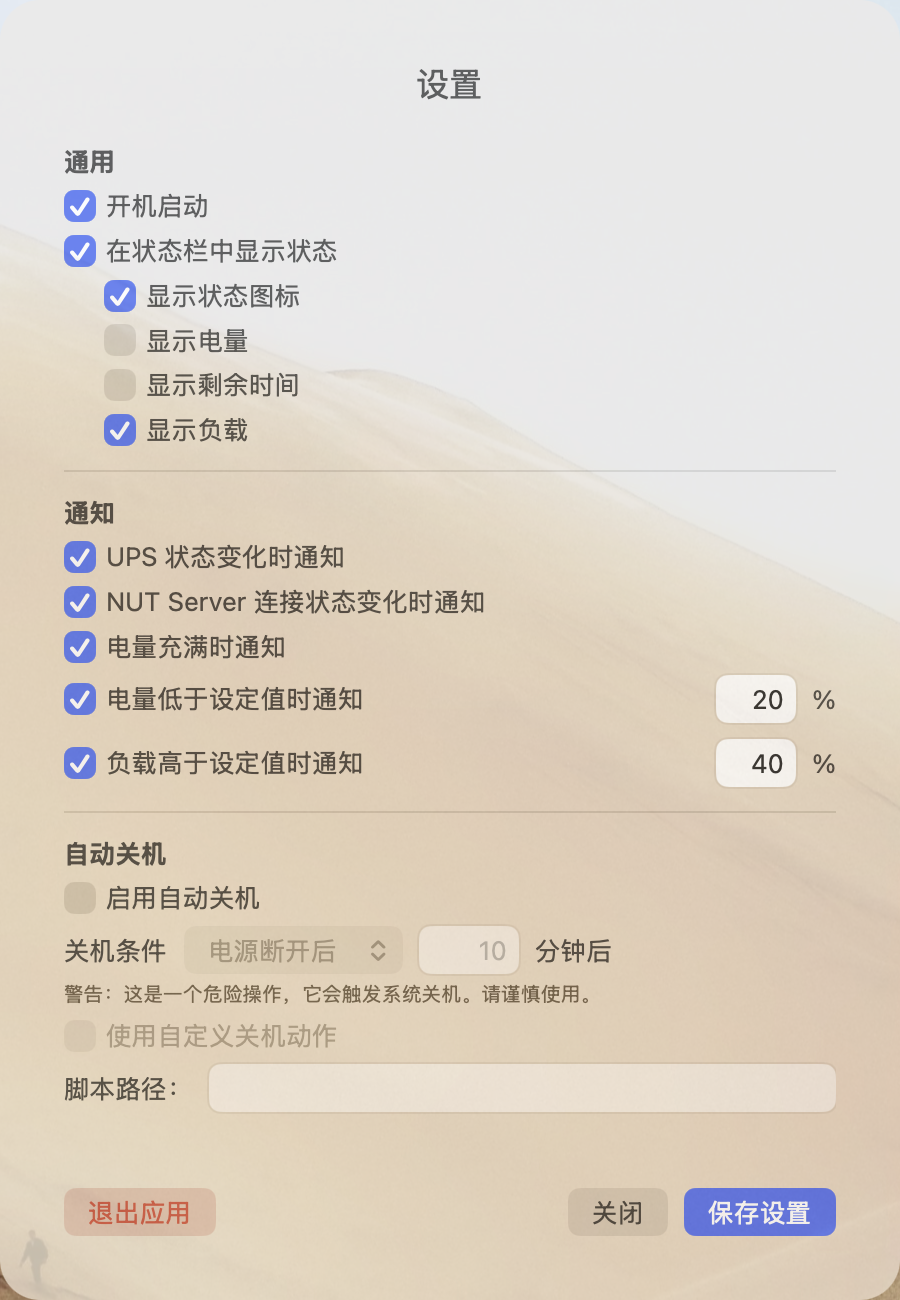 设置
通用
开机启动
在状态栏中显示状态
显示状态图标
显示电量
显示剩余时间
显示负载
通知
UPS 状态变化时通知
NUT Server 连接状态变化时通知
电量充满时通知
电量低于设定值时通知 20 %
负载高于设定值时通知 40 %
自动关机
启用自动关机
关机条件 电源断开后 10 分钟后
警告：这是一个危险操作，它会触发系统关机。请谨慎使用。
使用自定义关机动作
脚本路径：
退出应用 关闭 保存设置